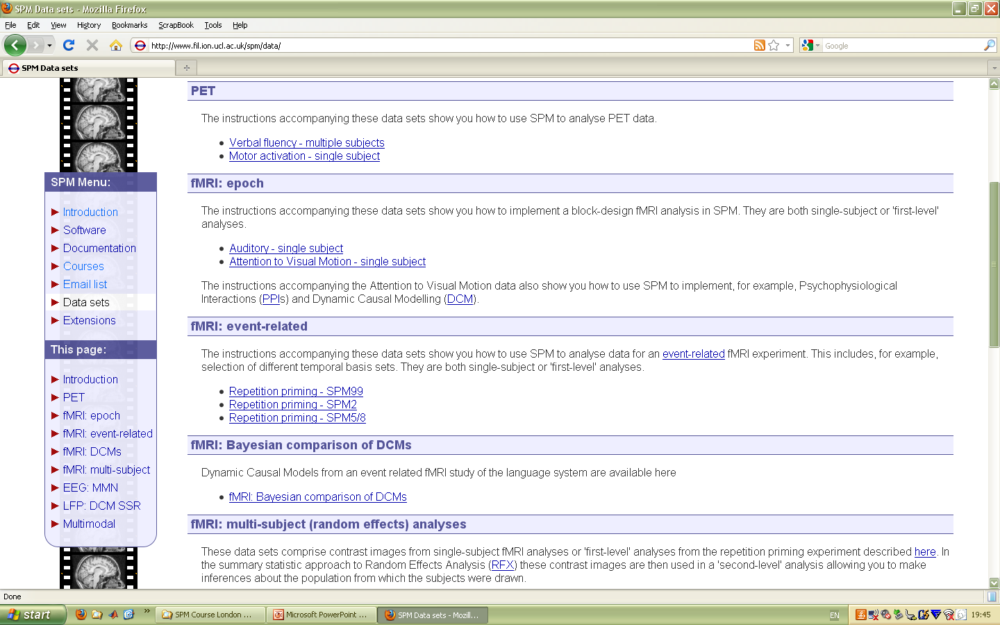 SPM Data sets - Mozilla Firefox
File Edit View History Bookmarks ScrapBook Tools Help
http://www.fil.ion.ucl.ac.uk/spm/data/
Google
SPM Data sets
PET
The instructions accompanying these data sets show you how to use SPM to analyse PET data.
Verbal fluency - multiple subjects
Motor activation - single subject
SPM Menu:
Introduction
Software
Documentation
Courses
Email list
Data sets
Extensions
This page:
Introduction
PET
fMRI: epoch
fMRI: event-related
fMRI: DCMs
fMRI: multi-subject
EEG: MMN
LFP: DCM SSR
Multimodal
fMRI: epoch
The instructions accompanying these data sets show you how to implement a block-design fMRI analysis in SPM. They are both single-subject or 'first-level'
analyses.
Auditory - single subject
Attention to Visual Motion - single subject
The instructions accompanying the Attention to Visual Motion data also show you how to use SPM to implement, for example, Psychophysiological
Interactions (PPIs) and Dynamic Causal Modelling (DCM).
fMRI: event-related
The instructions accompanying these data sets show you how to use SPM to analyse data for an event-related fMRI experiment. This includes, for example,
selection of different temporal basis sets. They are both single-subject or 'first-level' analyses.
Repetition priming - SPM99
Repetition priming - SPM2
Repetition priming - SPM5/8
fMRI: Bayesian comparison of DCMs
Dynamic Causal Models from an event related fMRI study of the language system are available here
fMRI: Bayesian comparison of DCMs
fMRI: multi-subject (random effects) analyses
These data sets comprise contrast images from single-subject fMRI analyses or 'first-level' analyses from the repetition priming experiment described here. In
the summary statistic approach to Random Effects Analysis (RFX) these contrast images are then used in a 'second-level' analysis allowing you to make
inferences about the population from which the subjects were drawn.
Done
start
SPM Course London ...
Microsoft PowerPoint ...
SPM Data sets - Mozill...
EN
19:45